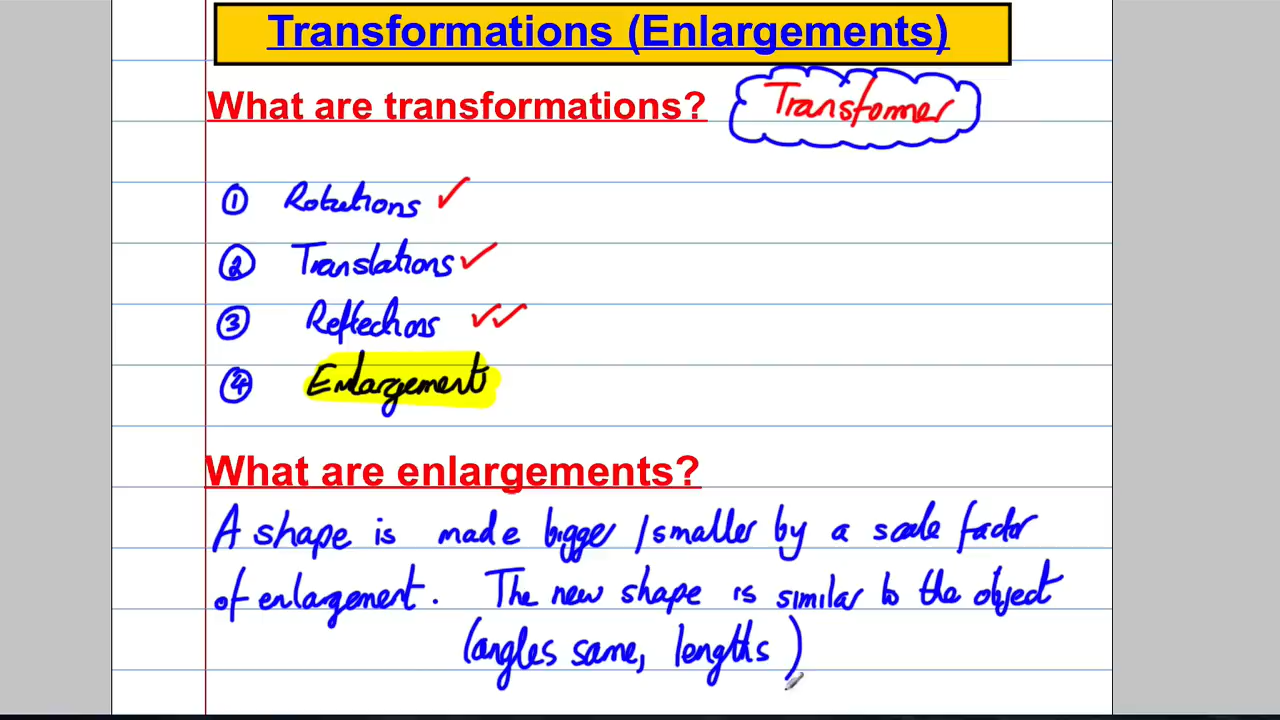 Transformations (Enlargements)
What are transformations? Transformer
1 Rotations ✓
2 Translations ✓
3 Reflections ✓✓
4 Enlargement
What are enlargements?
A shape is made bigger / smaller by a scale factor
of enlargement. The new shape is similar to the object
(angles same, lengths )